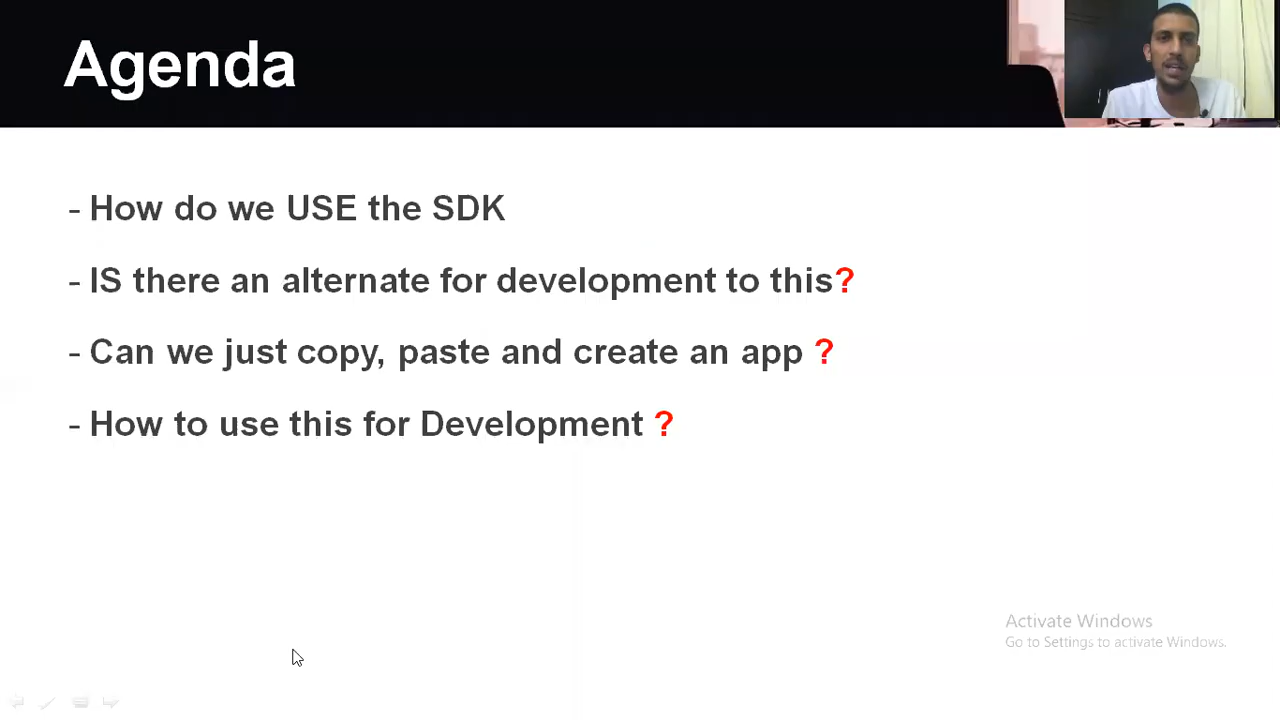 Agenda
- How do we USE the SDK
- IS there an alternate for development to this?
- Can we just copy, paste and create an app ?
- How to use this for Development ?
Activate Windows
Go to Settings to activate Windows.